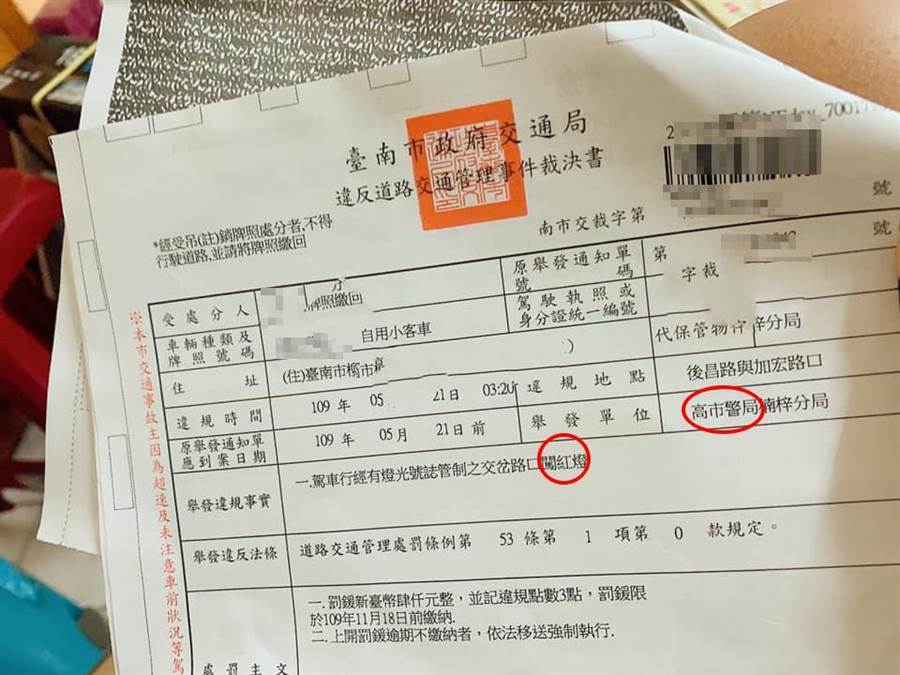 臺南市政府交通局
違反道路交通管理事件裁決書
*經受吊(註)銷牌照處分者,不得
行駛道路,並請將牌照繳回
2
南市交裁字第 號
受處分人
分
牌照繳回
原舉發通知單
號 碼
第 號
字裁
車輛種類及
牌照號碼
自用小客車
駕駛執照或
身分證統一編號
代保管物件
梓分局
住 址
(住)臺南市
)
違規時間
109 年 05 21日 03:20
違規地點
後昌路與加宏路口
原舉發通知單
應到案日期
109 年 05月 21日前
舉發單位
高市警局楠梓分局
舉發違規事實
一.駕車行經有燈光號誌管制之交岔路口闖紅燈
舉發違反法條
道路交通管理處罰條例第 53 條第 1 項第 0 款規定。
處罰主文
一.罰鍰新臺幣肆仟元整，並記違規點數3點，罰鍰限
於109年11月18日前繳納.
二.上開罰鍰逾期不繳納者，依法移送強制執行.
※本市交通事故主因為超速及未注意車前狀況等駕